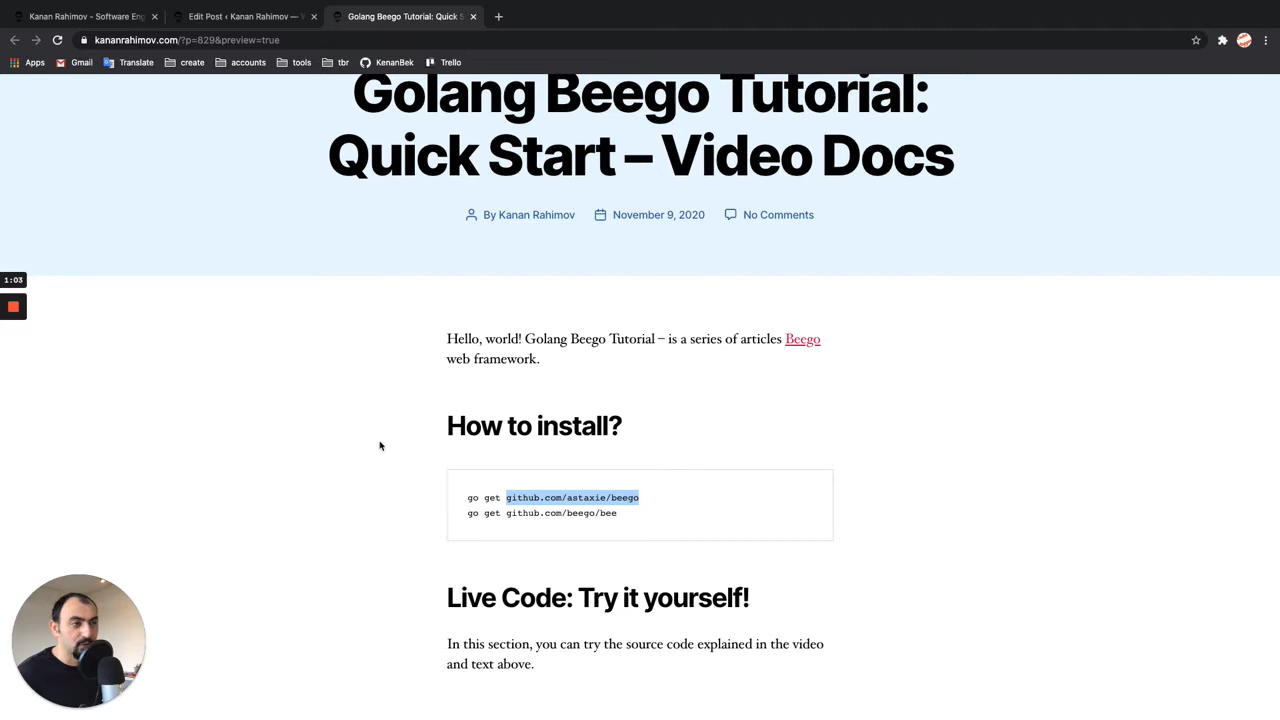 Kanan Rahimov - Software Eng
Edit Post ‹ Kanan Rahimov — W
Golang Beego Tutorial: Quick S
kananrahimov.com/?p=829&preview=true
Apps
Gmail
Translate
create
accounts
tools
tbr
KenanBek
Trello
Golang Beego Tutorial:
Quick Start – Video Docs
By Kanan Rahimov
November 9, 2020
No Comments
1:03
Hello, world! Golang Beego Tutorial – is a series of articles Beego
web framework.
How to install?
go get github.com/astaxie/beego
go get github.com/beego/bee
Live Code: Try it yourself!
In this section, you can try the source code explained in the video
and text above.